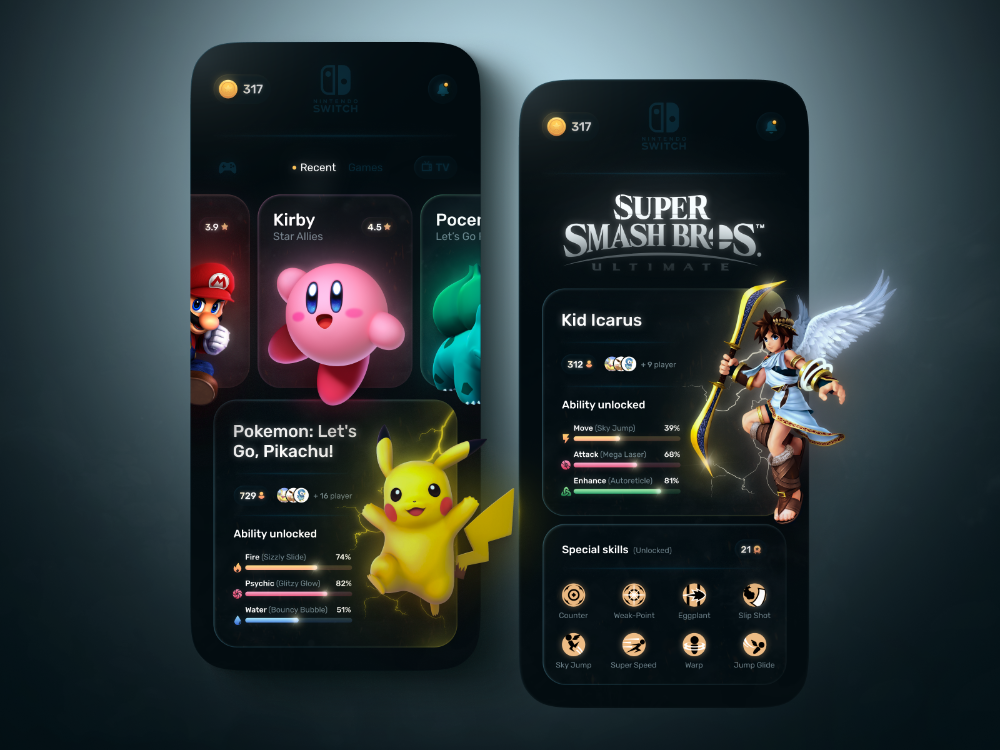 317
NINTENDO
SWITCH
Recent Games TV
3.9
Kirby
Star Allies
4.5
Pocer
Let's Go
Pokemon: Let's
Go, Pikachu!
729 + 16 player
Ability unlocked
Fire (Sizzly Slide) 74%
Psychic (Glitzy Glow) 82%
Water (Bouncy Bubble) 51%
317
NINTENDO
SWITCH
SUPER
SMASH BROS.™
ULTIMATE
Kid Icarus
312 + 9 player
Ability unlocked
Move (Sky Jump) 39%
Attack (Mega Laser) 68%
Enhance (Autoreticle) 81%
Special skills (Unlocked) 21
Counter Weak-Point Eggplant Slip Shot
Sky Jump Super Speed Warp Jump Glide